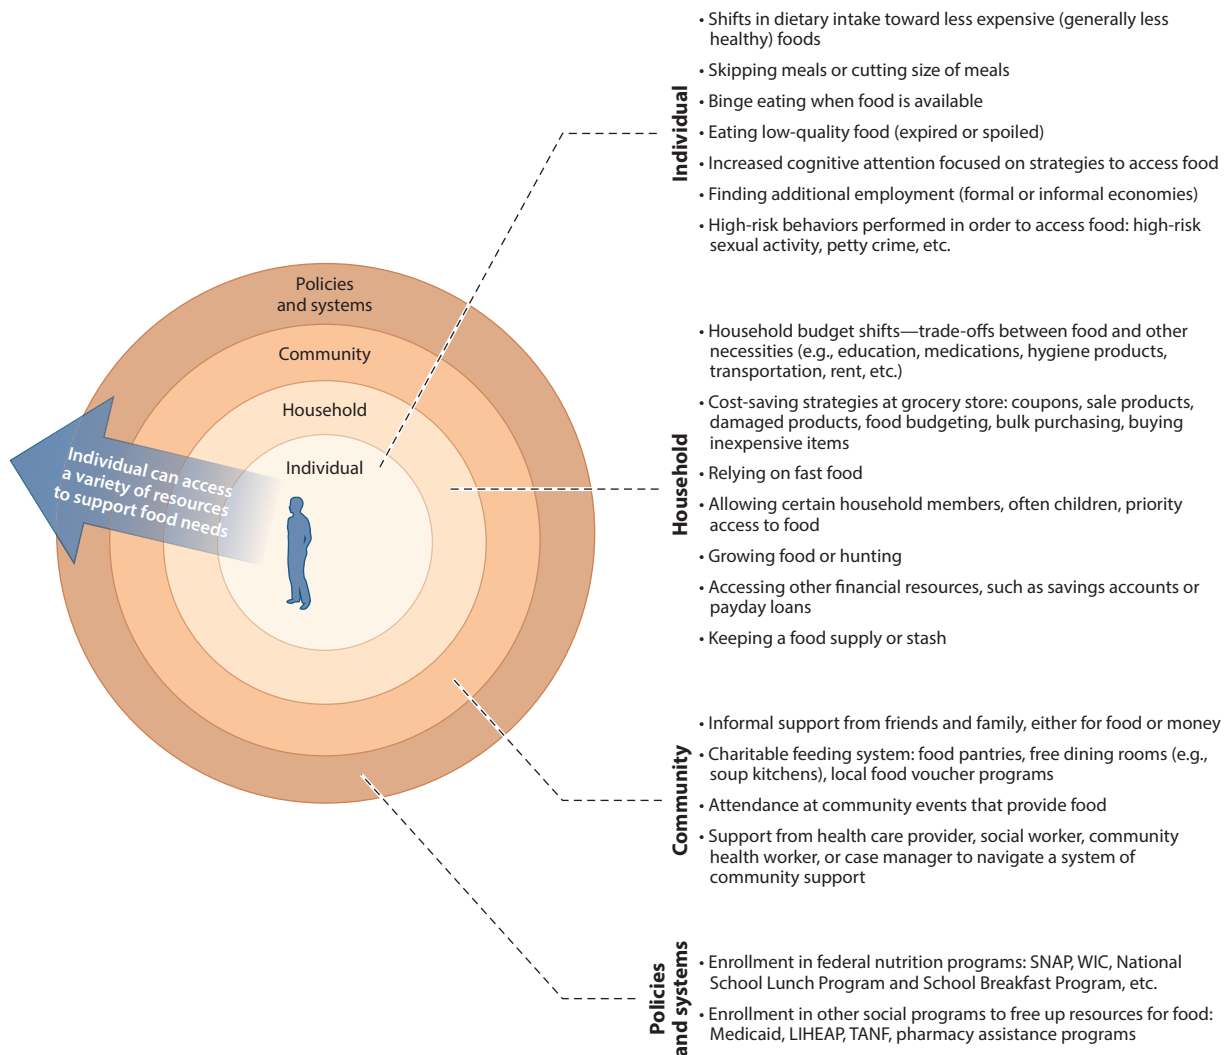 • Shifts in dietary intake toward less expensive (generally less
healthy) foods
• Skipping meals or cutting size of meals
• Binge eating when food is available
• Eating low-quality food (expired or spoiled)
• Increased cognitive attention focused on strategies to access food
• Finding additional employment (formal or informal economies)
• High-risk behaviors performed in order to access food: high-risk
sexual activity, petty crime, etc.
Individual
Policies
and systems
Community
Household
Individual
Individual can access
a variety of resources
to support food needs
• Household budget shifts—trade-offs between food and other
necessities (e.g., education, medications, hygiene products,
transportation, rent, etc.)
• Cost-saving strategies at grocery store: coupons, sale products,
damaged products, food budgeting, bulk purchasing, buying
inexpensive items
• Relying on fast food
• Allowing certain household members, often children, priority
access to food
• Growing food or hunting
• Accessing other financial resources, such as savings accounts or
payday loans
• Keeping a food supply or stash
Household
• Informal support from friends and family, either for food or money
• Charitable feeding system: food pantries, free dining rooms (e.g.,
soup kitchens), local food voucher programs
• Attendance at community events that provide food
• Support from health care provider, social worker, community
health worker, or case manager to navigate a system of
community support
Community
• Enrollment in federal nutrition programs: SNAP, WIC, National
School Lunch Program and School Breakfast Program, etc.
• Enrollment in other social programs to free up resources for food:
Medicaid, LIHEAP, TANF, pharmacy assistance programs
Policies
and systems